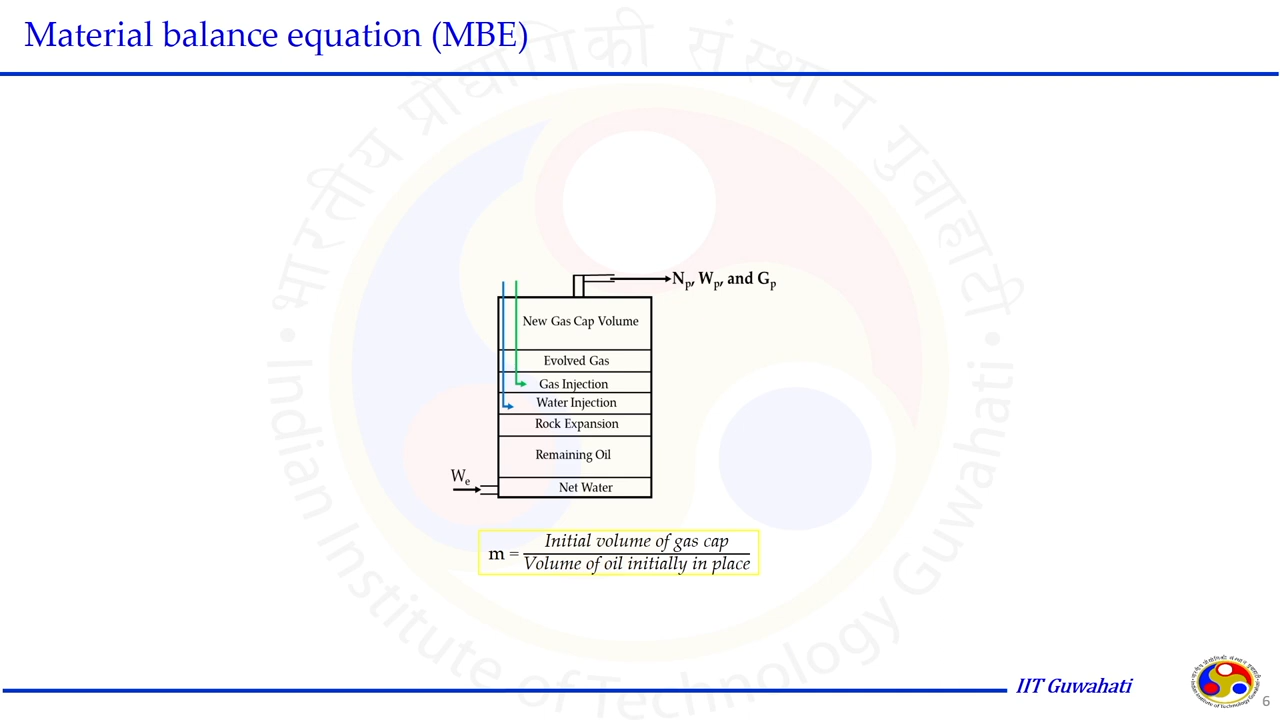 Material balance equation (MBE)
भारतीय प्रौद्योगिकी संस्थान गुवाहाटी
Np, Wp, and Gp
New Gas Cap Volume
Evolved Gas
Gas Injection
Water Injection
Rock Expansion
Remaining Oil
We
Net Water
m = Initial volume of gas cap
Volume of oil initially in place
• Indian Institute of Technology Guwahati •
IIT Guwahati
6